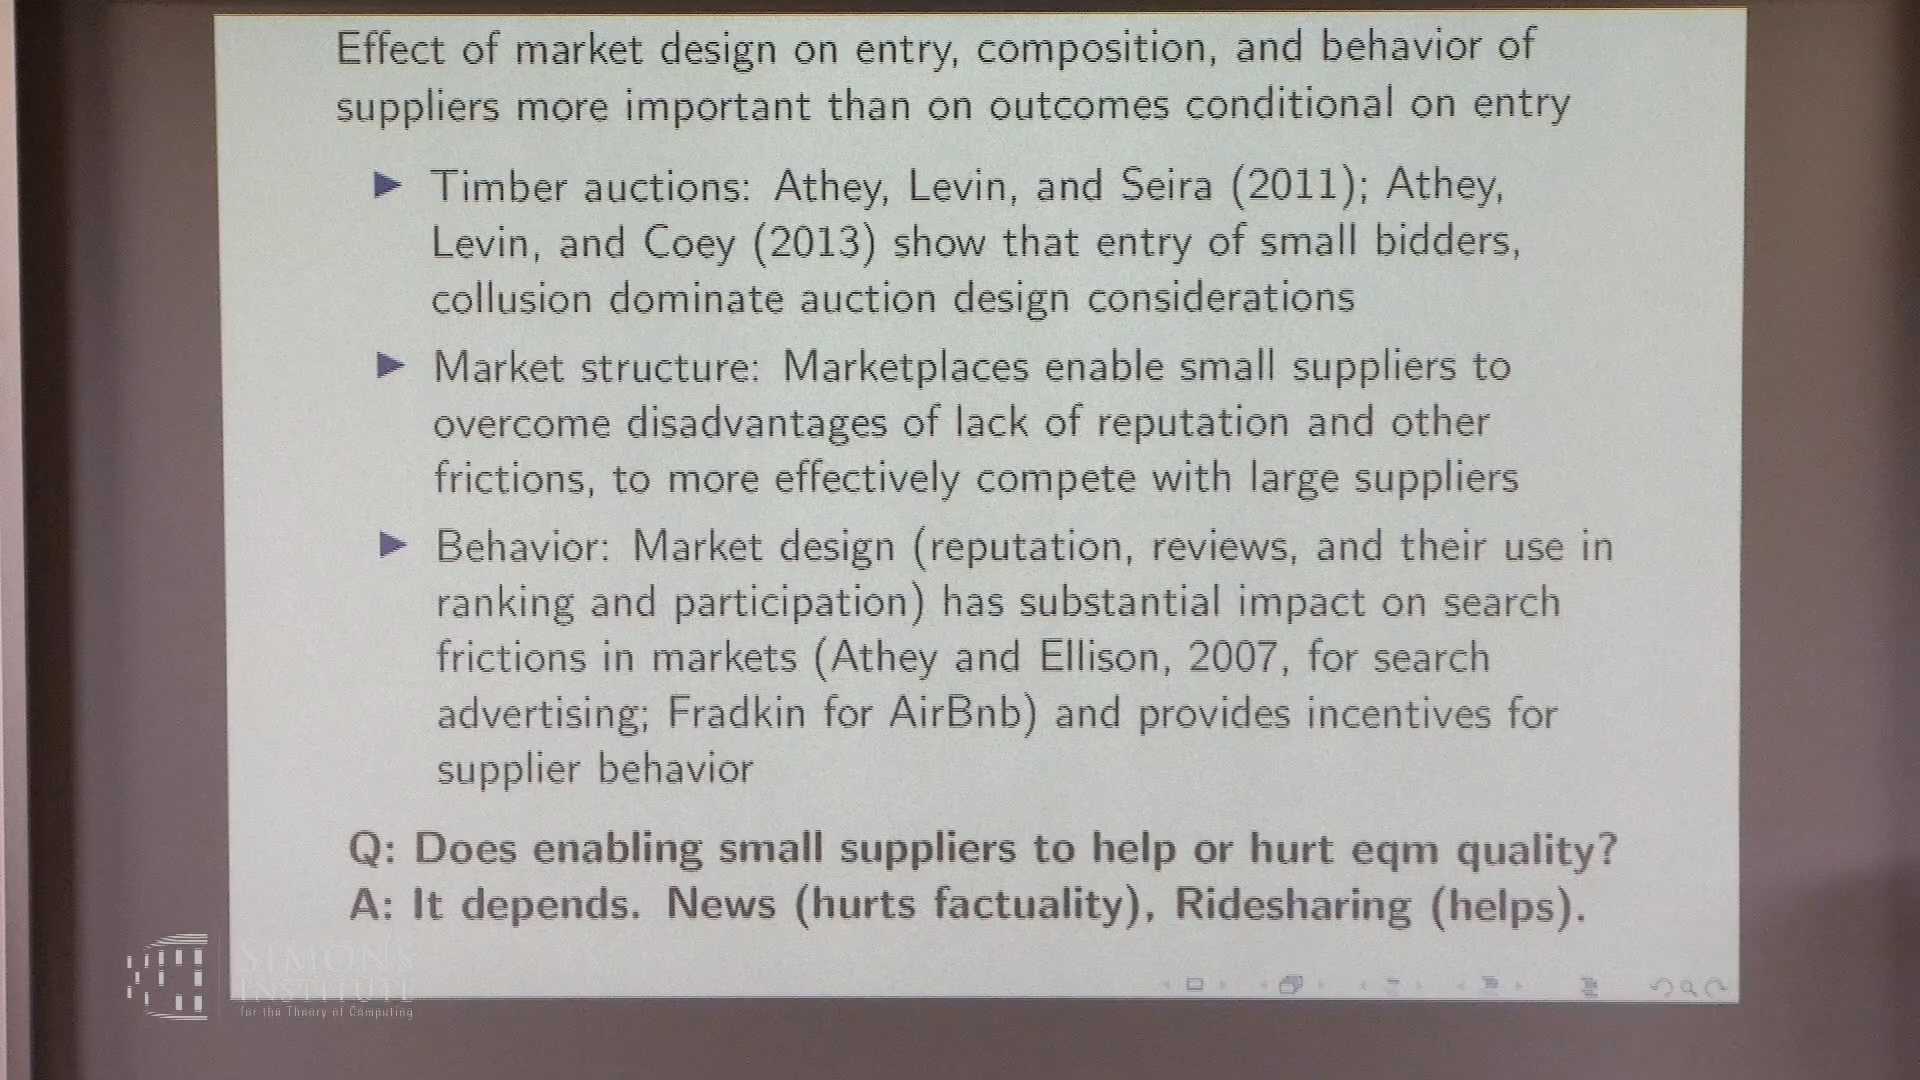 Effect of market design on entry, composition, and behavior of
suppliers more important than on outcomes conditional on entry
Timber auctions: Athey, Levin, and Seira (2011); Athey,
Levin, and Coey (2013) show that entry of small bidders,
collusion dominate auction design considerations
Market structure: Marketplaces enable small suppliers to
overcome disadvantages of lack of reputation and other
frictions, to more effectively compete with large suppliers
Behavior: Market design (reputation, reviews, and their use in
ranking and participation) has substantial impact on search
frictions in markets (Athey and Ellison, 2007, for search
advertising; Fradkin for AirBnb) and provides incentives for
supplier behavior
Q: Does enabling small suppliers to help or hurt eqm quality?
A: It depends. News (hurts factuality), Ridesharing (helps).
SIMONS
INSTITUTE
for the Theory of Computing